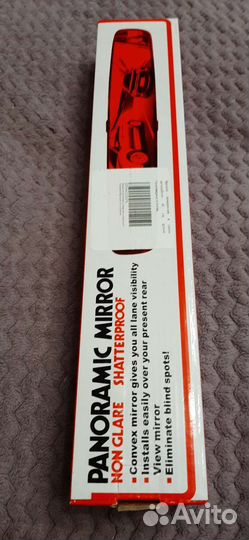 PANORAMIC MIRROR
NON GLARE SHATTERPROOF
• Convex mirror gives you all lane visibility
• Installs easily over your present rear
View mirror
• Eliminate blind spots!
Avito